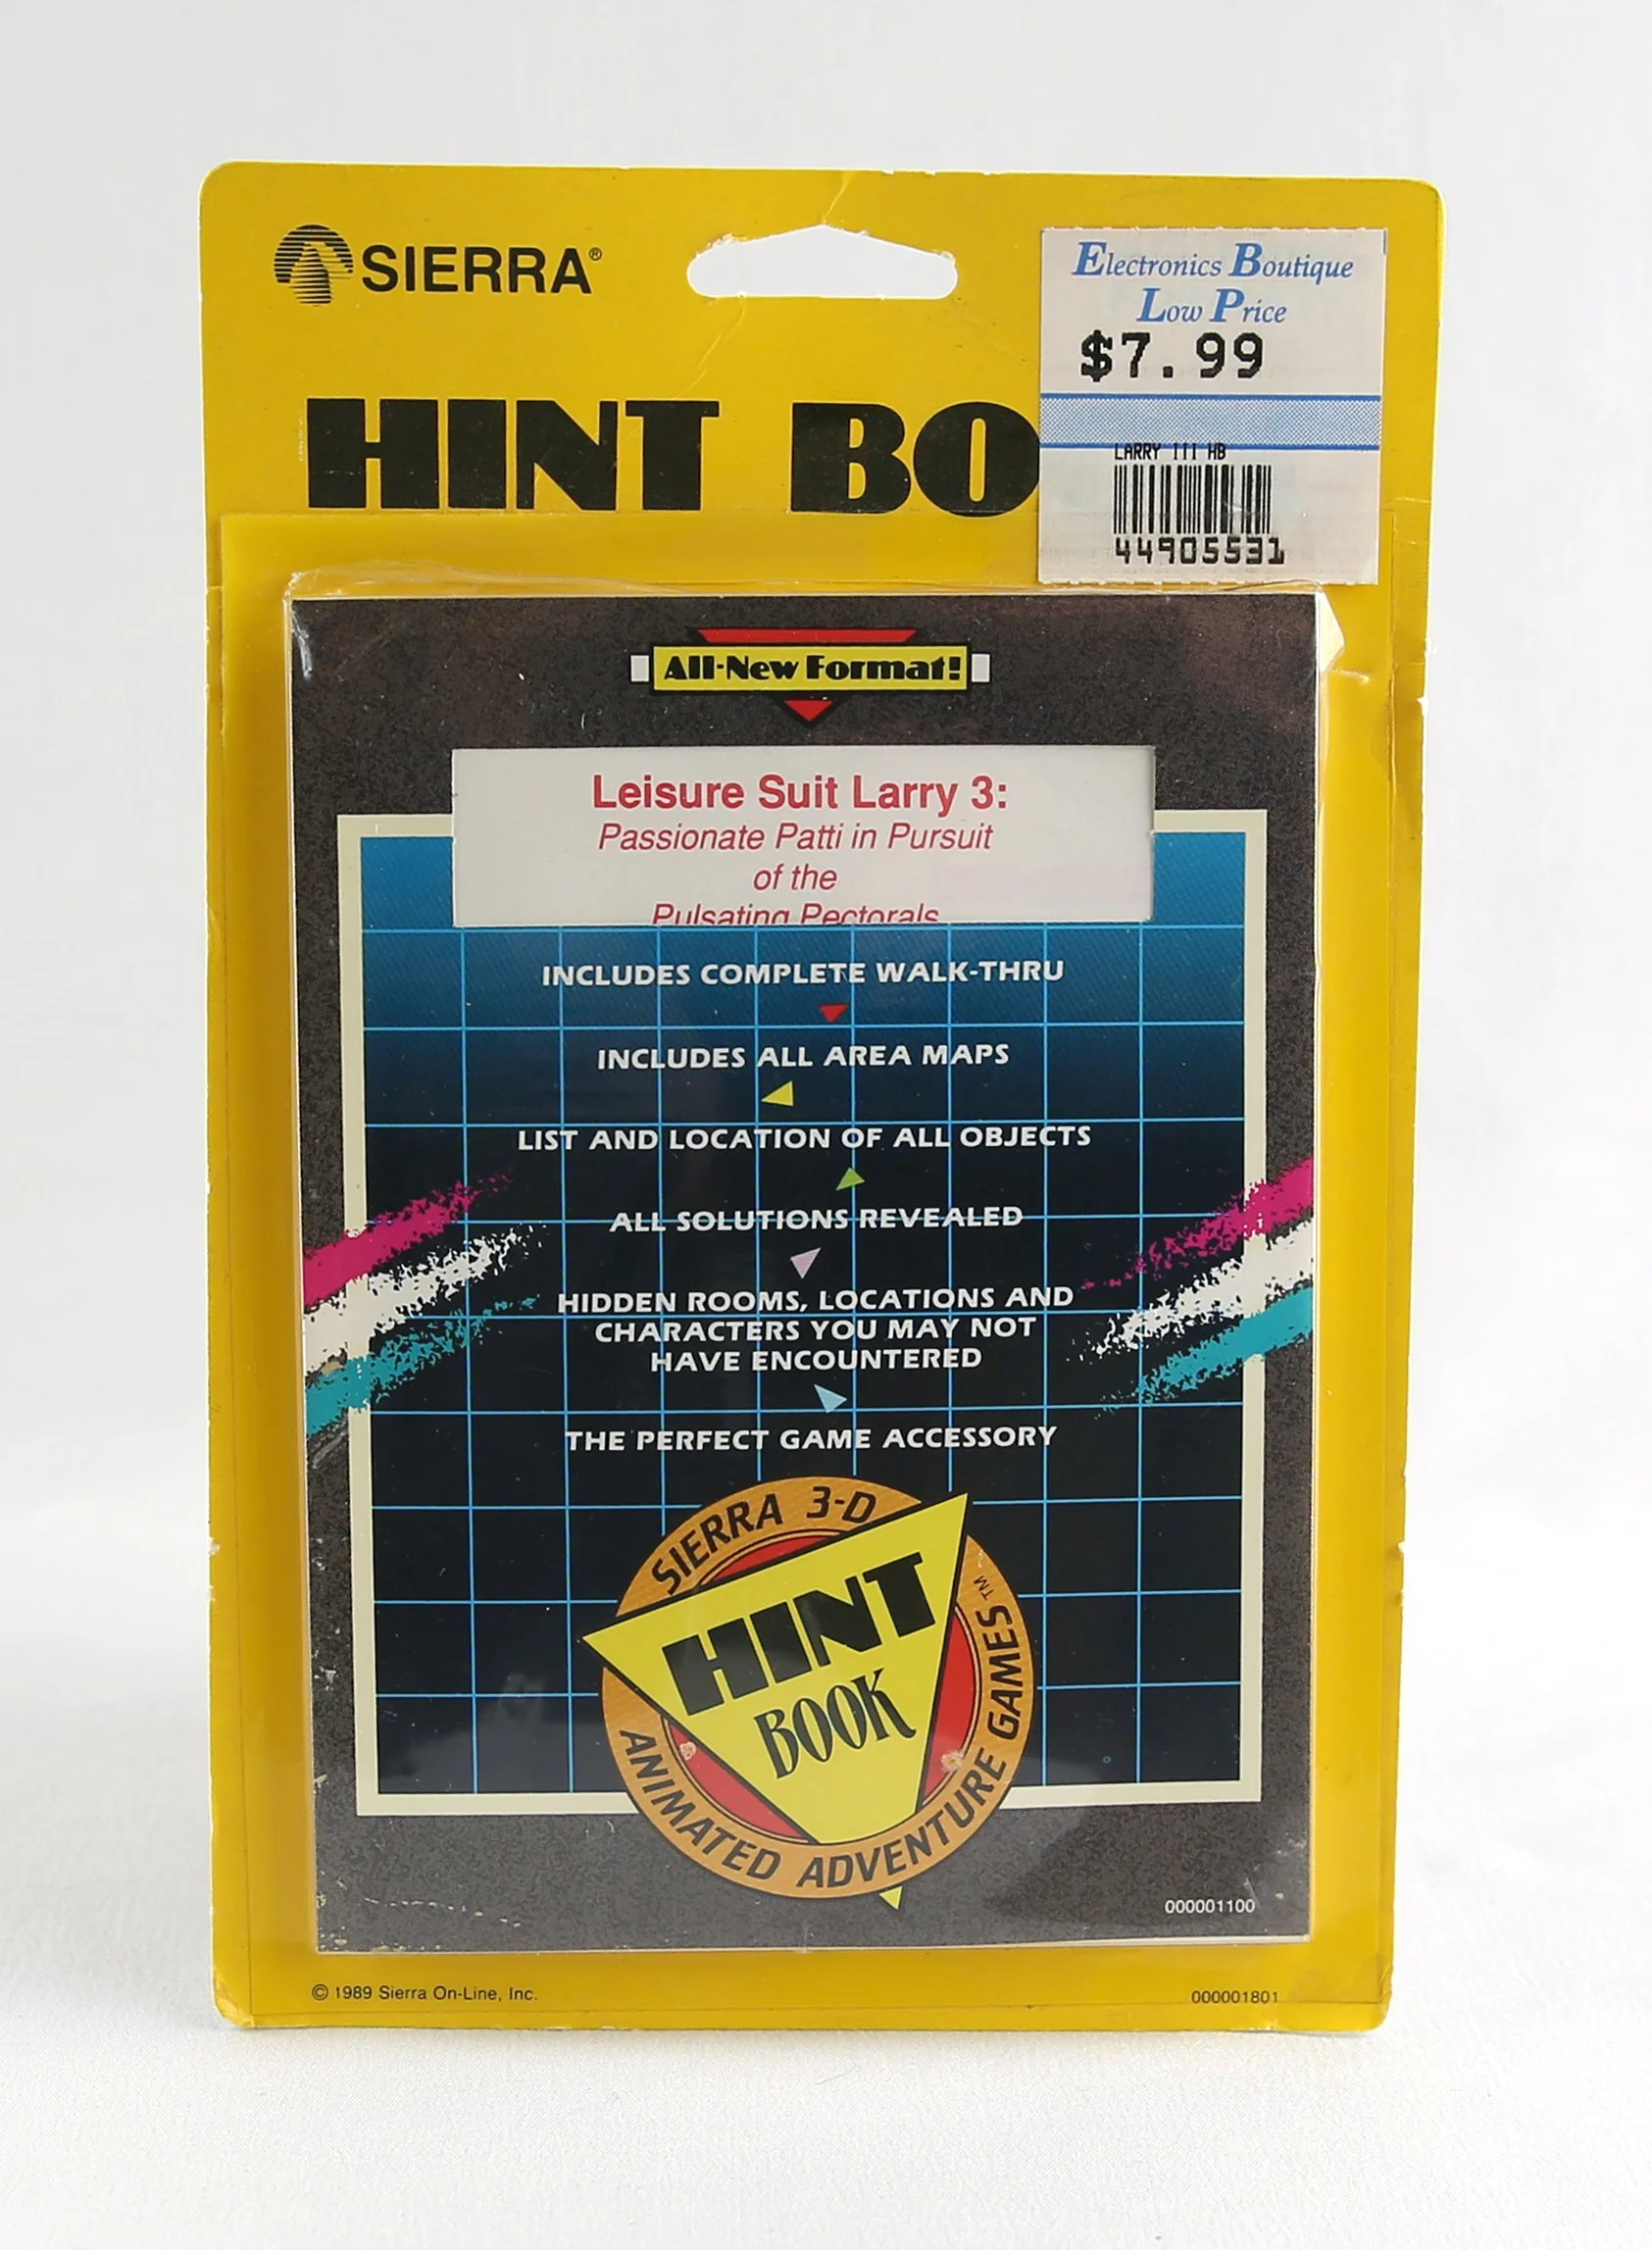 SIERRA®
Electronics Boutique
Low Price
$7.99
LARRY III HB
44905531
HINT BO
All-New Format!
Leisure Suit Larry 3:
Passionate Patti in Pursuit
of the
Pulsating Pectorals
INCLUDES COMPLETE WALK-THRU
INCLUDES ALL AREA MAPS
LIST AND LOCATION OF ALL OBJECTS
ALL SOLUTIONS REVEALED
HIDDEN ROOMS, LOCATIONS AND
CHARACTERS YOU MAY NOT
HAVE ENCOUNTERED
THE PERFECT GAME ACCESSORY
SIERRA 3-D
HINT
BOOK
ANIMATED ADVENTURE GAMES™
000001100
© 1989 Sierra On-Line, Inc.
000001801